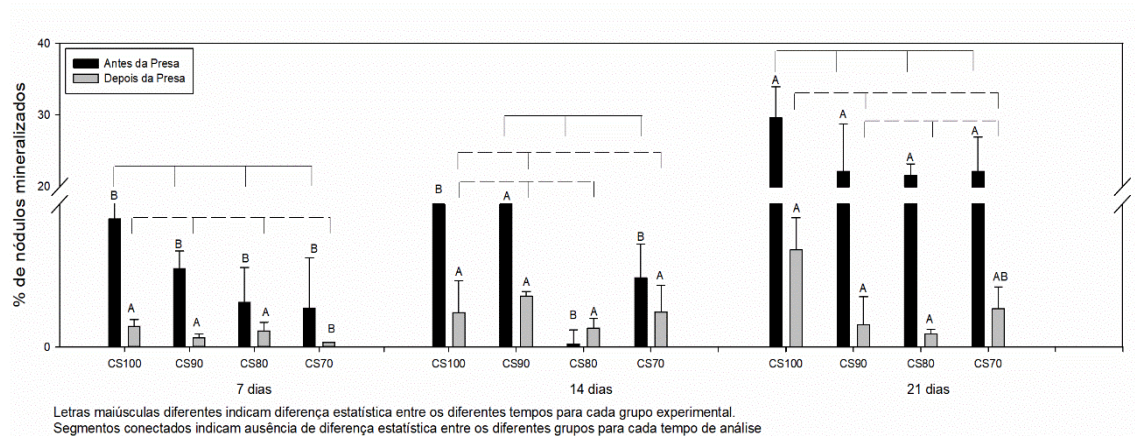 40
Antes da Presa
Depois da Presa
A
A
30
A
A
A
% de nódulos mineralizados
20
B
B
A
A
B
B
B
B
A
AB
A
A
A
A
A
A
B
A
A
B
0
CS100 CS90 CS80 CS70 CS100 CS90 CS80 CS70 CS100 CS90 CS80 CS70
7 dias 14 dias 21 dias
Letras maiúsculas diferentes indicam diferença estatística entre os diferentes tempos para cada grupo experimental.
Segmentos conectados indicam ausência de diferença estatística entre os diferentes grupos para cada tempo de análise